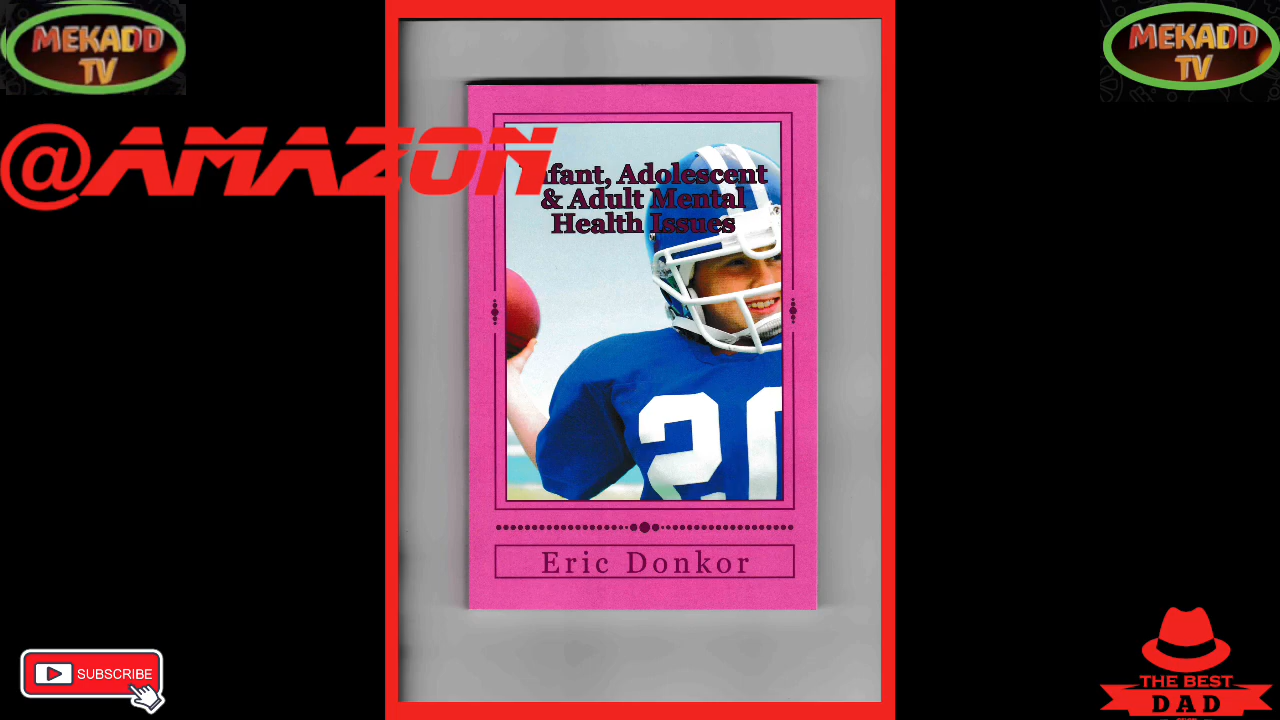 MEKADD
TV
MEKADD
TV
@AMAZON
Infant, Adolescent
& Adult Mental
Health Issues
20
Eric Donkor
SUBSCRIBE
THE BEST
DAD